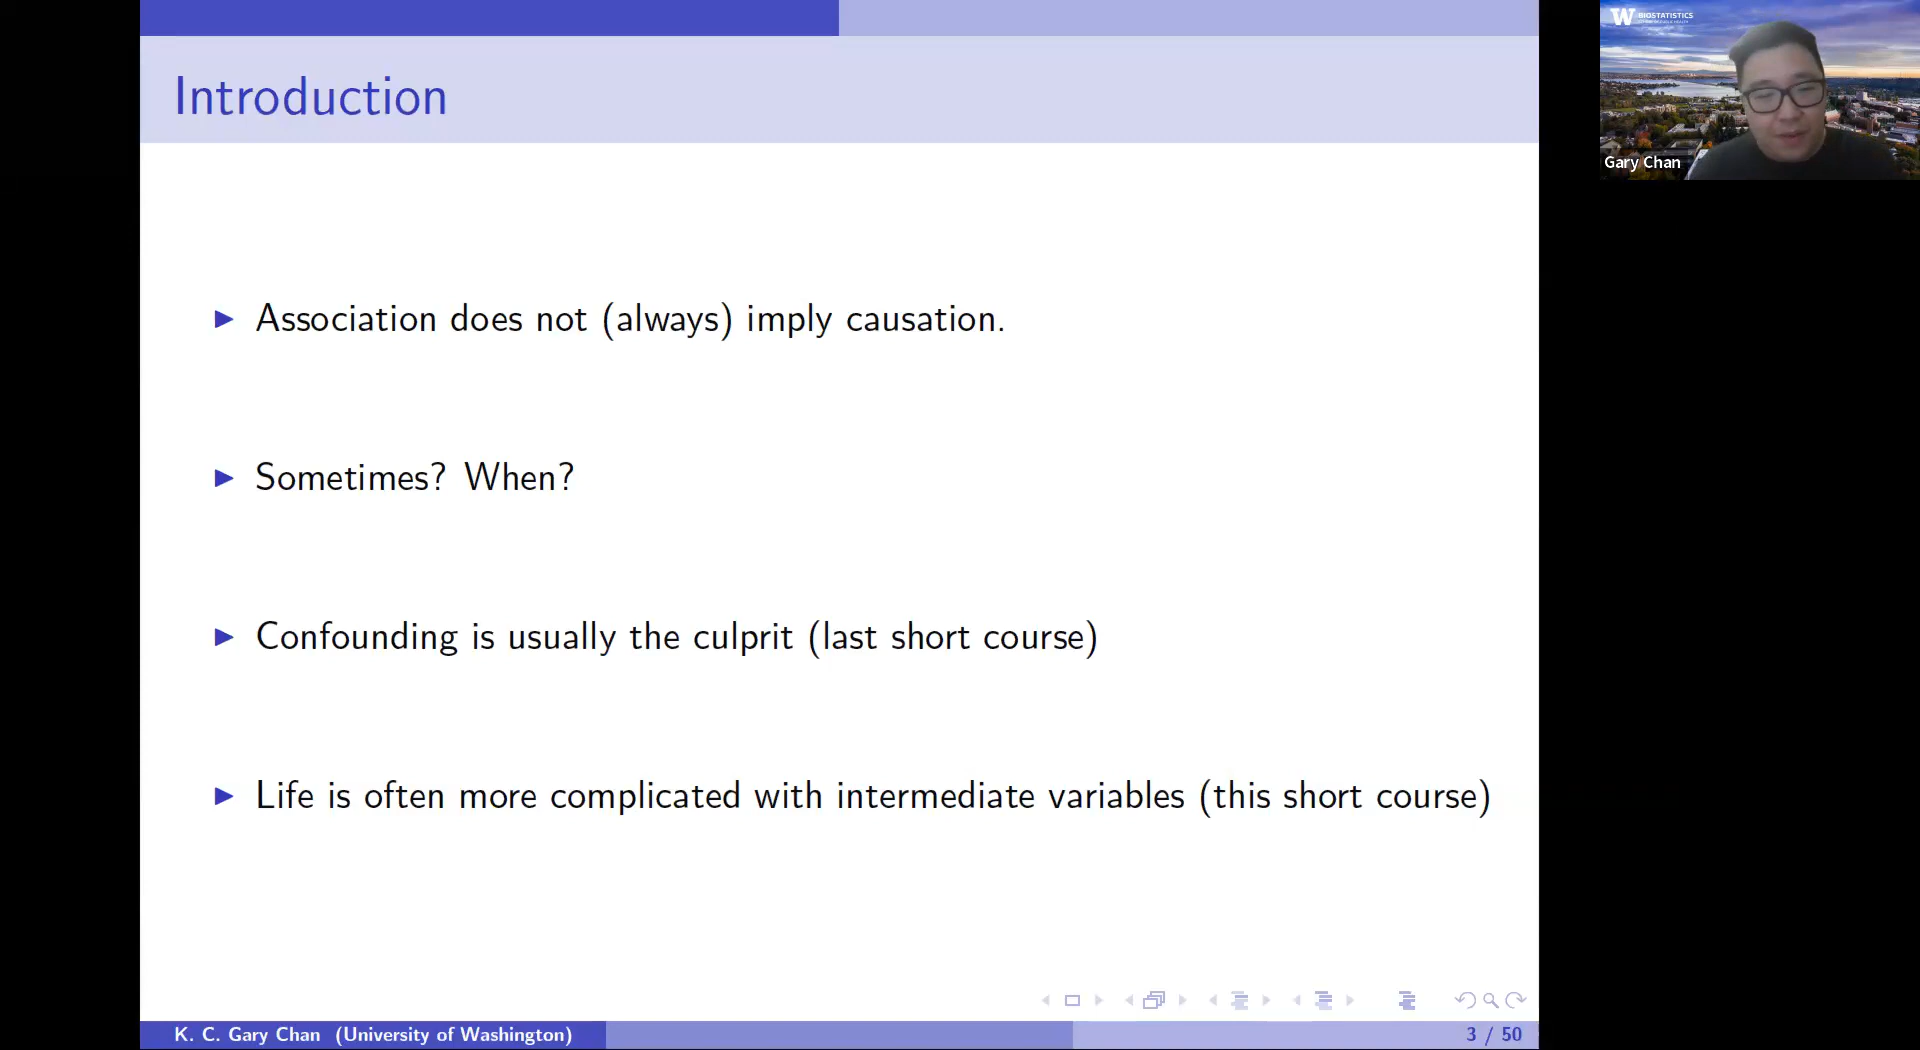 Introduction
Association does not (always) imply causation.
Sometimes? When?
Confounding is usually the culprit (last short course)
Life is often more complicated with intermediate variables (this short course)
K. C. Gary Chan (University of Washington)
3 / 50
W BIOSTATISTICS
Gary Chan